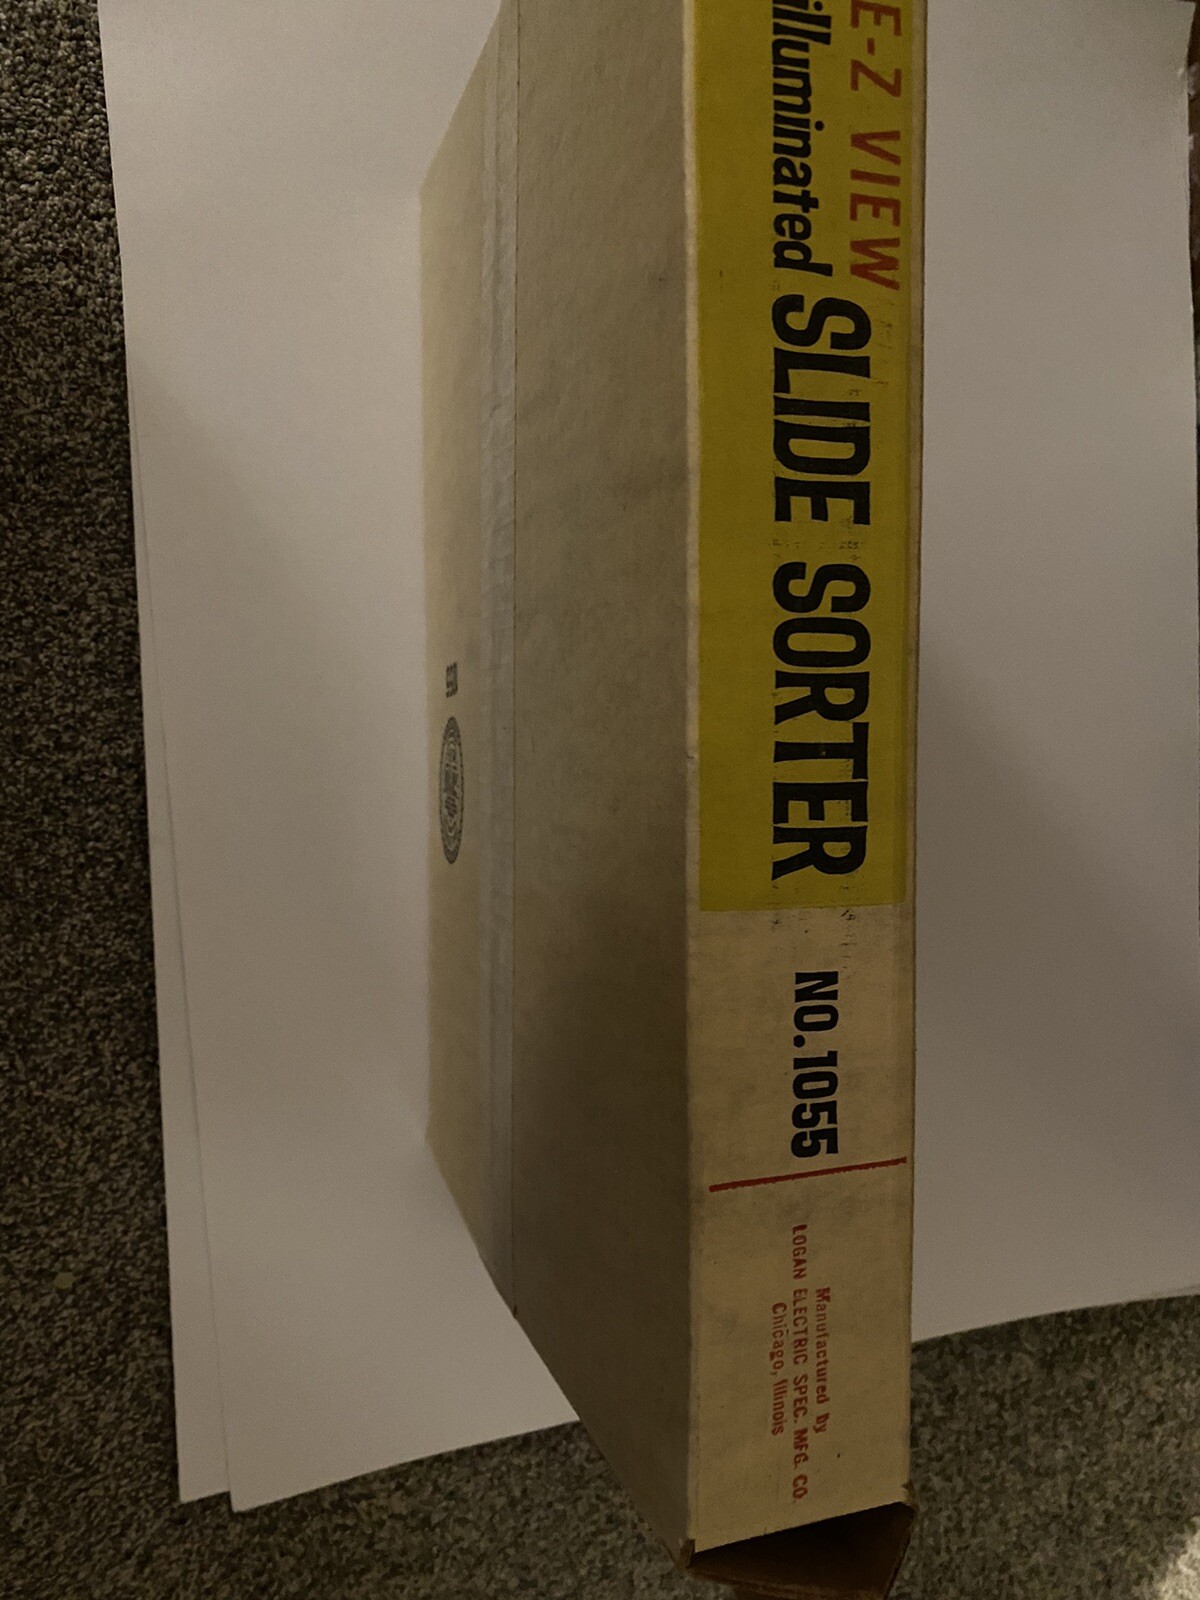 E-Z VIEW
illuminated SLIDE SORTER
NO. 1055
Manufactured by
LOGAN ELECTRIC SPEC. MFG. CO.
Chicago, Illinois